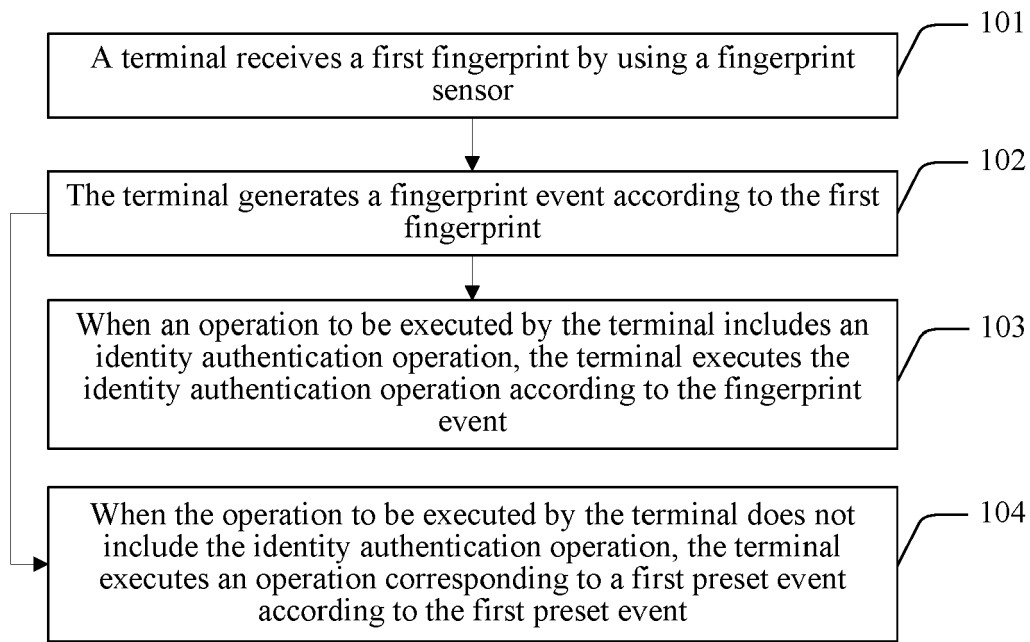 101
A terminal receives a first fingerprint by using a fingerprint
sensor
102
The terminal generates a fingerprint event according to the first
fingerprint
103
When an operation to be executed by the terminal includes an
identity authentication operation, the terminal executes the
identity authentication operation according to the fingerprint
event
104
When the operation to be executed by the terminal does not
include the identity authentication operation, the terminal
executes an operation corresponding to a first preset event
according to the first preset event